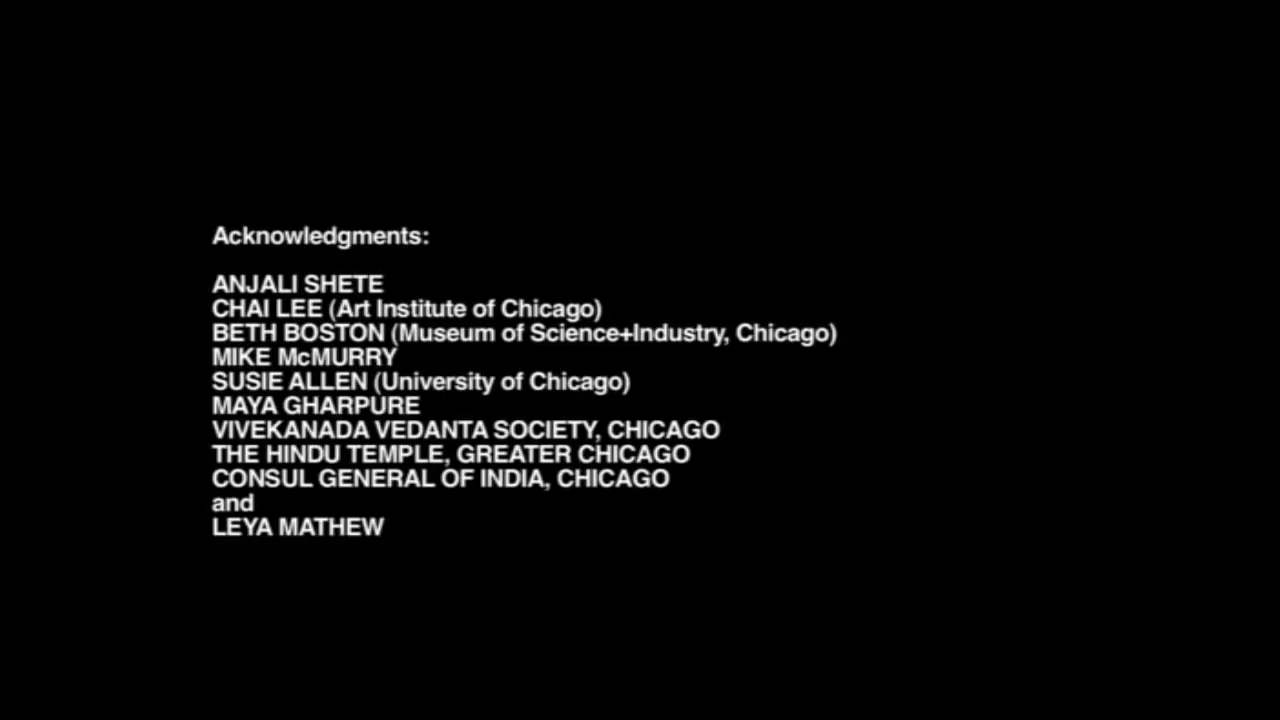 Acknowledgments:
ANJALI SHETE
CHAI LEE (Art Institute of Chicago)
BETH BOSTON (Museum of Science+Industry, Chicago)
MIKE McMURRY
SUSIE ALLEN (University of Chicago)
MAYA GHARPURE
VIVEKANADA VEDANTA SOCIETY, CHICAGO
THE HINDU TEMPLE, GREATER CHICAGO
CONSUL GENERAL OF INDIA, CHICAGO
and
LEYA MATHEW